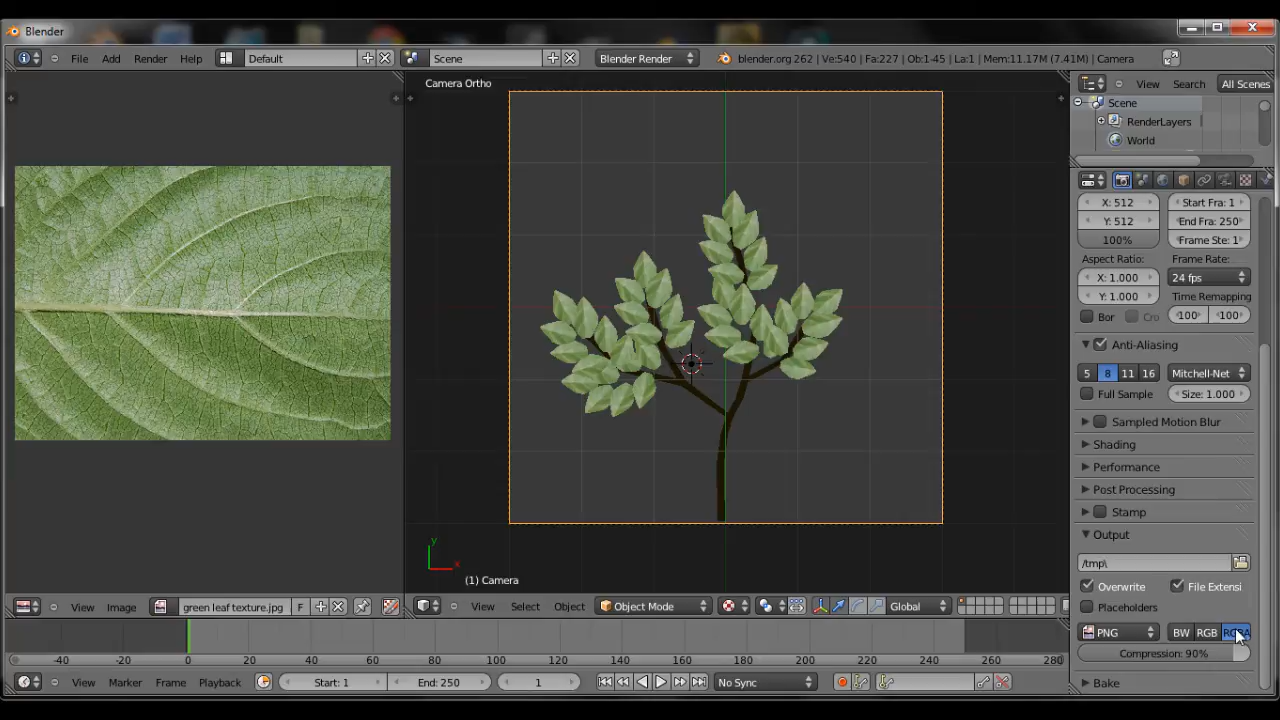 Blender
File Add Render Help Default Scene Blender Render blender.org 262 | Ve:540 | Fa:227 | Ob:1-45 | La:1 | Mem:11.17M (7.41M) | Camera
Camera Ortho
View Search All Scenes
Scene
RenderLayers
World
X: 512 Start Fra: 1
Y: 512 End Fra: 250
100% Frame Ste: 1
Aspect Ratio: Frame Rate:
X: 1.000 24 fps
Y: 1.000 Time Remapping
Bor Cro 100 100
Anti-Aliasing
5 8 11 16 Mitchell-Net
Full Sample Size: 1.000
Sampled Motion Blur
Shading
Performance
Post Processing
Stamp
Output
/tmp\
Overwrite File Extensi
Placeholders
PNG BW RGB RGBA
Compression: 90%
Bake
y
x
(1) Camera
View Image green leaf texture.jpg F
View Select Object Object Mode Global
-40 -20 0 20 40 60 80 100 120 140 160 180 200 220 240 260 280
View Marker Frame Playback Start: 1 End: 250 1 No Sync